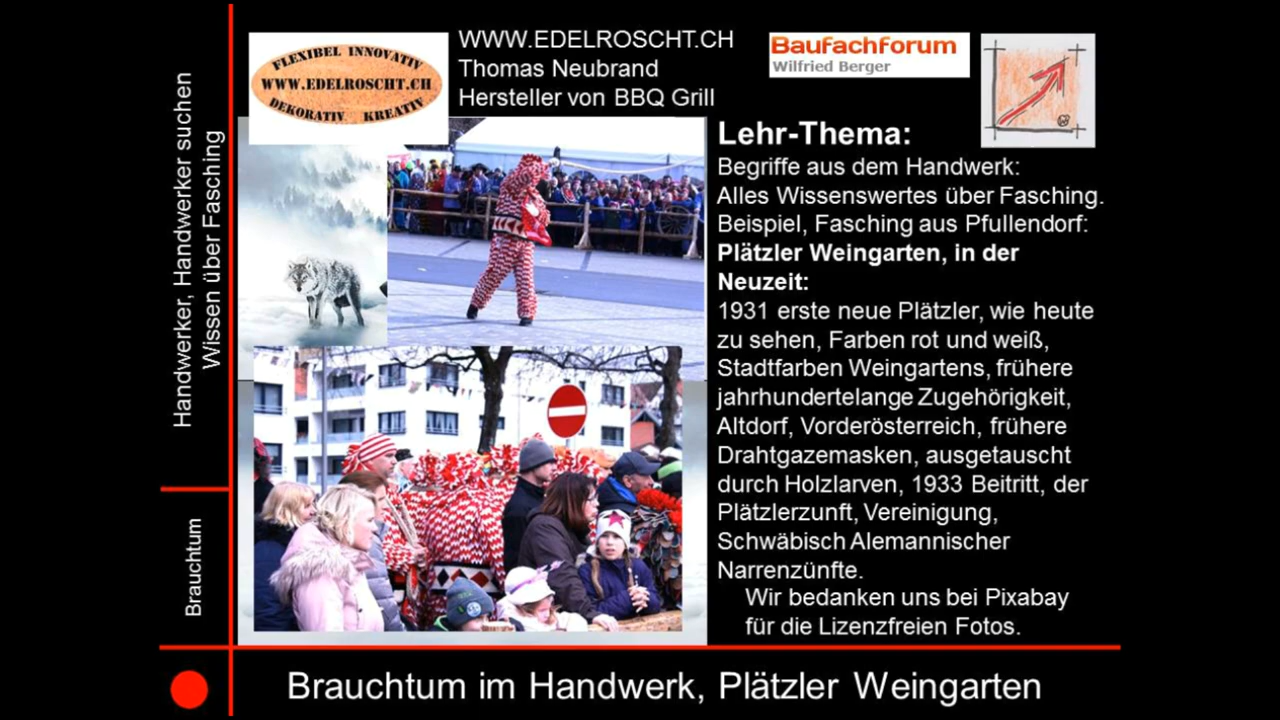 Handwerker, Handwerker suchen
Wissen über Fasching
Brauchtum
FLEXIBEL INNOVATIV
WWW.EDELROSCHT.CH
DEKORATIV KREATIV
WWW.EDELROSCHT.CH
Thomas Neubrand
Hersteller von BBQ Grill
Baufachforum
Wilfried Berger
Lehr-Thema:
Begriffe aus dem Handwerk:
Alles Wissenswertes über Fasching.
Beispiel, Fasching aus Pfullendorf:
Plätzler Weingarten, in der
Neuzeit:
1931 erste neue Plätzler, wie heute
zu sehen, Farben rot und weiß,
Stadtfarben Weingartens, frühere
jahrhundertelange Zugehörigkeit,
Altdorf, Vorderösterreich, frühere
Drahtgazemasken, ausgetauscht
durch Holzlarven, 1933 Beitritt, der
Plätzlerzunft, Vereinigung,
Schwäbisch Alemannischer
Narrenzünfte.
Wir bedanken uns bei Pixabay
für die Lizenzfreien Fotos.
Brauchtum im Handwerk, Plätzler Weingarten